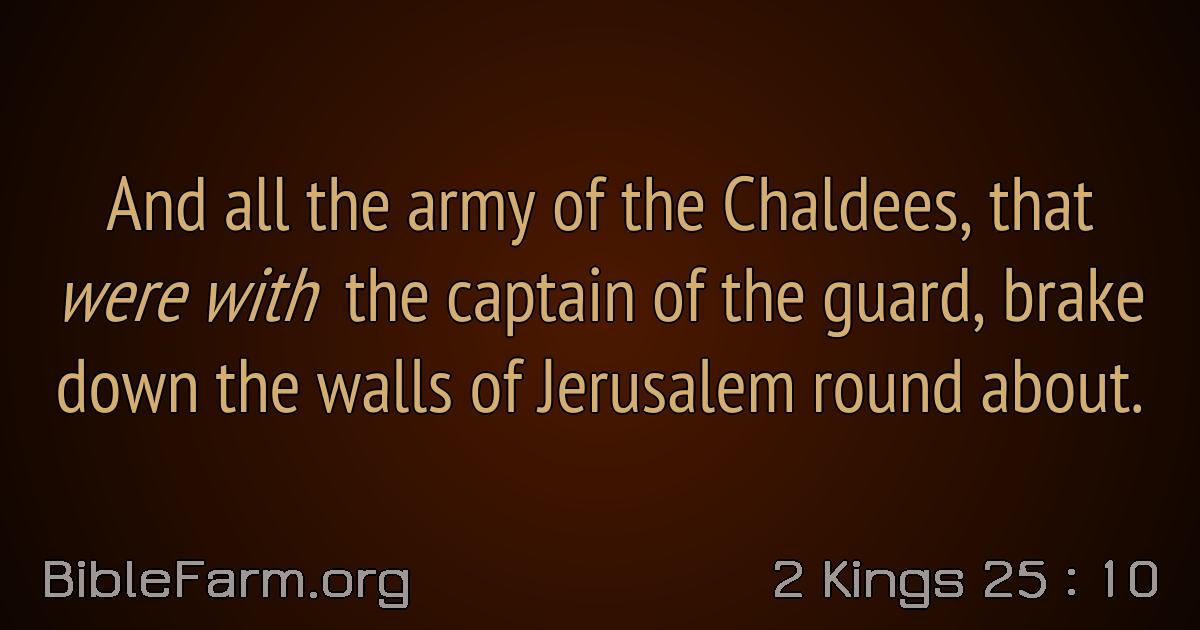 And all the army of the Chaldees, that
were with the captain of the guard, brake
down the walls of Jerusalem round about.
BibleFarm.org
2 Kings 25 : 10